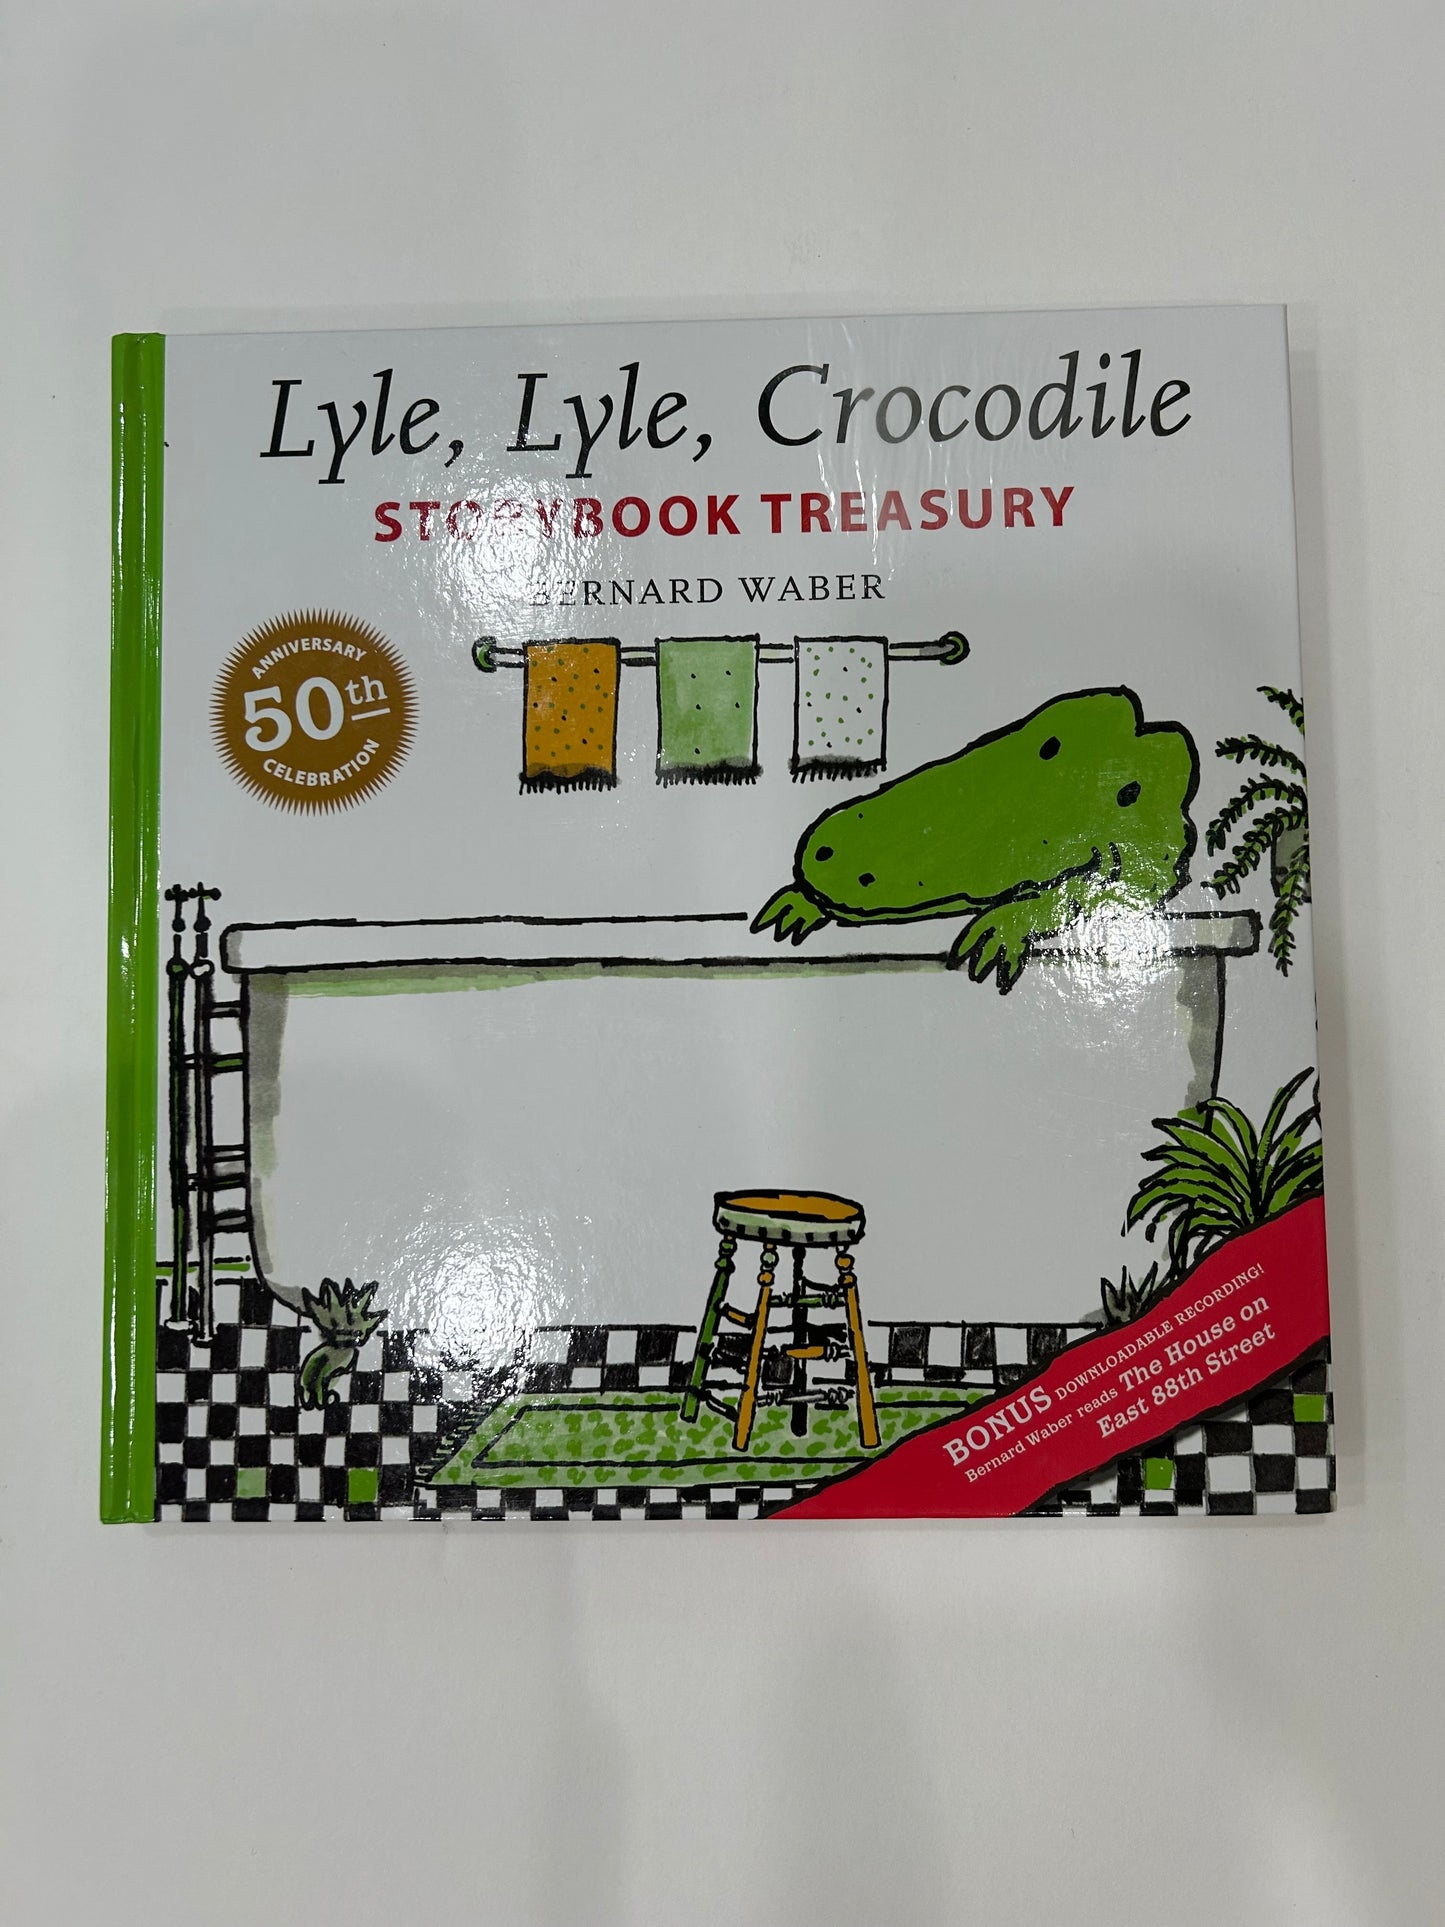 Lyle, Lyle, Crocodile
STORYBOOK TREASURY
BERNARD WABER
ANNIVERSARY
50th
CELEBRATION
BONUS DOWNLOADABLE RECORDING!
Bernard Waber reads The House on
East 88th Street